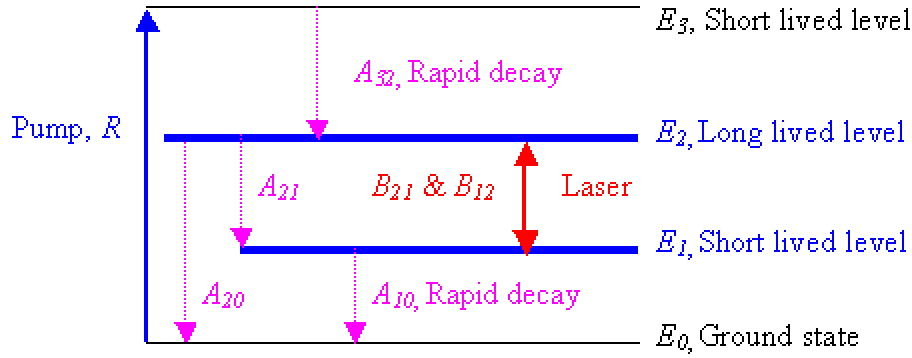 E3, Short lived level
A32, Rapid decay
Pump, R
E2, Long lived level
A21
B21 & B12
Laser
E1, Short lived level
A20
A10, Rapid decay
E0, Ground state